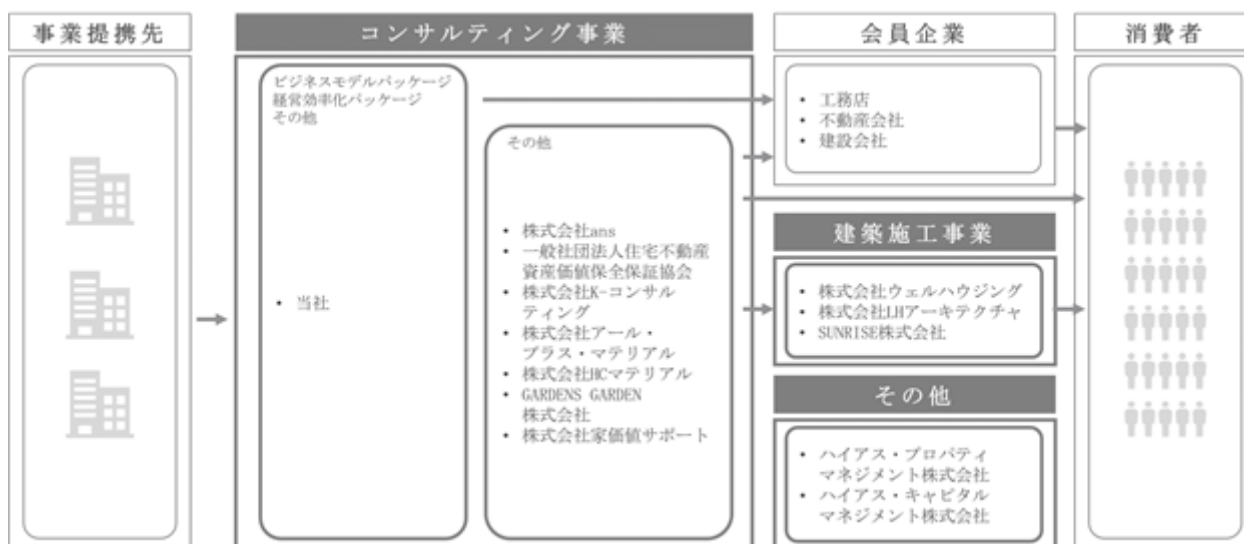 事業提携先
コンサルティング事業
ビジネスモデルパッケージ
経営効率化パッケージ
その他
・ 当社
その他
・ 株式会社ans
・ 一般社団法人住宅不動産
資産価値保全保証協会
・ 株式会社K-コンサル
ティング
・ 株式会社アール・
プラス・マテリアル
・ 株式会社HCマテリアル
・ GARDENS GARDEN
株式会社
・ 株式会社家価値サポート
会員企業
・ 工務店
・ 不動産会社
・ 建設会社
建築施工事業
・ 株式会社ウェルハウジング
・ 株式会社LHアーキテクチャ
・ SUNRISE株式会社
その他
・ ハイアス・プロパティ
マネジメント株式会社
・ ハイアス・キャピタル
マネジメント株式会社
消費者